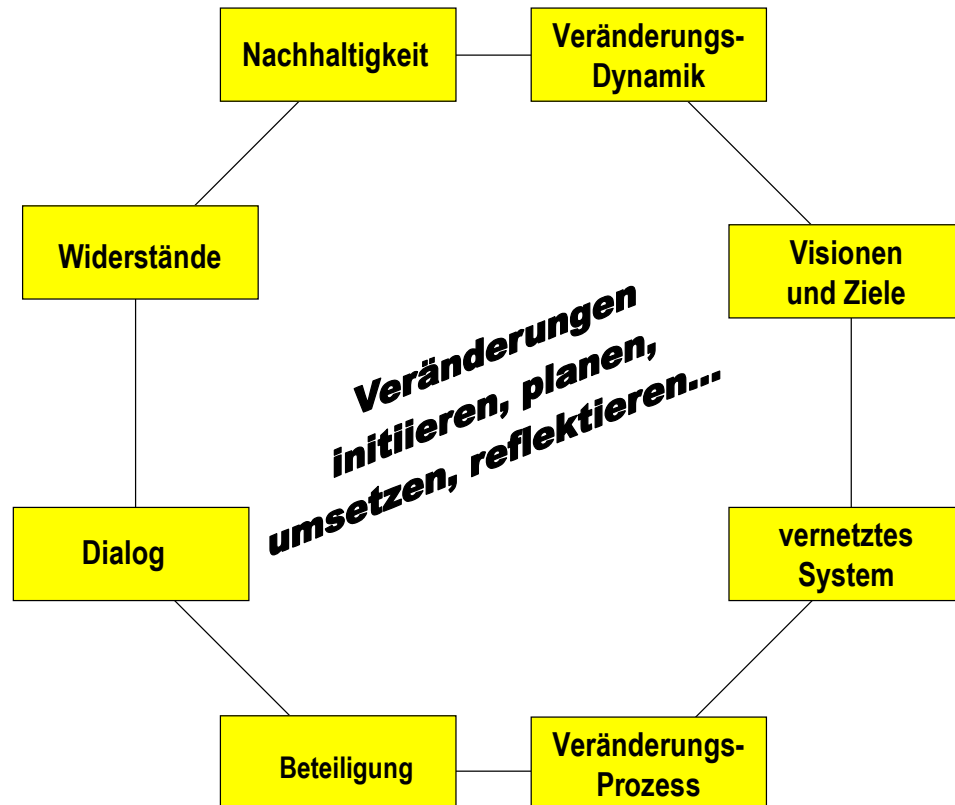 Nachhaltigkeit
Veränderungs-
Dynamik
Visionen
und Ziele
vernetztes
System
Veränderungs-
Prozess
Beteiligung
Dialog
Widerstände
Veränderungen
initiieren, planen,
umsetzen, reflektieren...